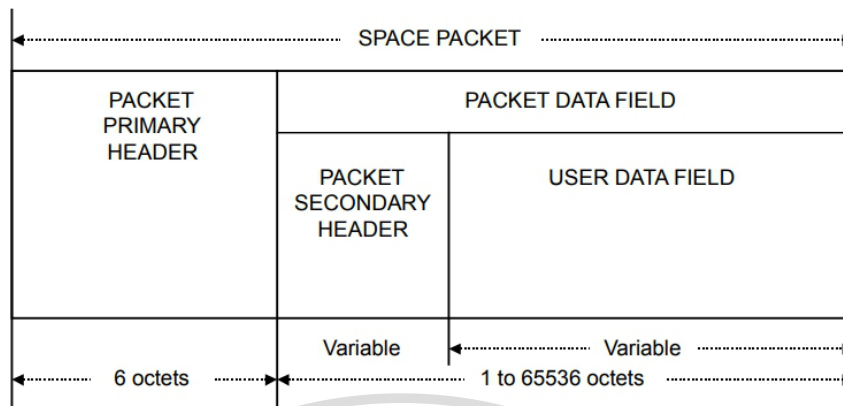 SPACE PACKET
PACKET
PRIMARY
HEADER
PACKET DATA FIELD
PACKET
SECONDARY
HEADER
USER DATA FIELD
Variable
Variable
6 octets
1 to 65536 octets